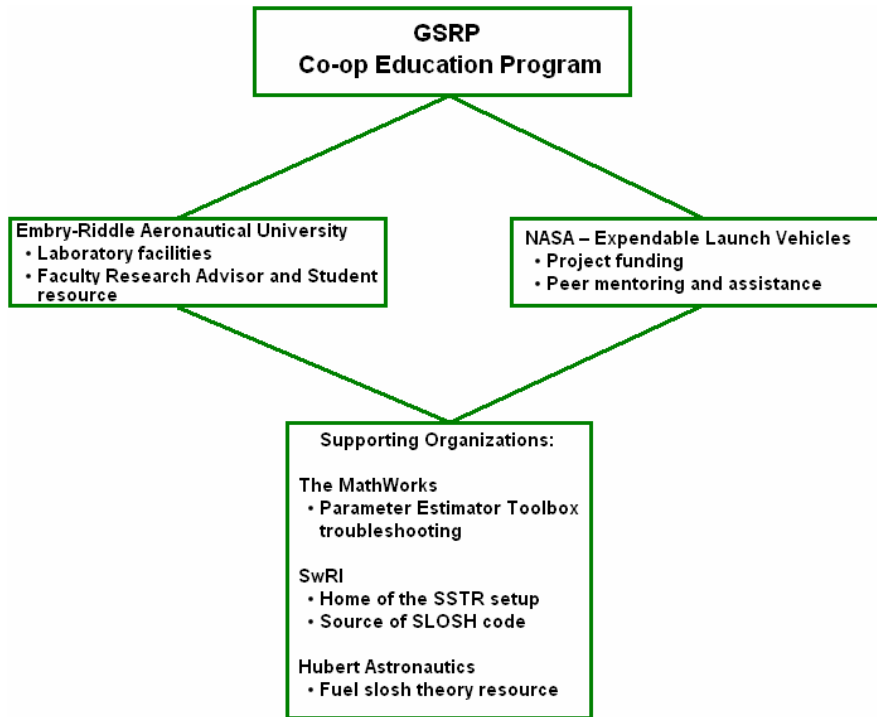 GSRP
Co-op Education Program
Embry-Riddle Aeronautical University
• Laboratory facilities
• Faculty Research Advisor and Student
resource
NASA – Expendable Launch Vehicles
• Project funding
• Peer mentoring and assistance
Supporting Organizations:
The MathWorks
• Parameter Estimator Toolbox
troubleshooting
SwRI
• Home of the SSTR setup
• Source of SLOSH code
Hubert Astronautics
• Fuel slosh theory resource